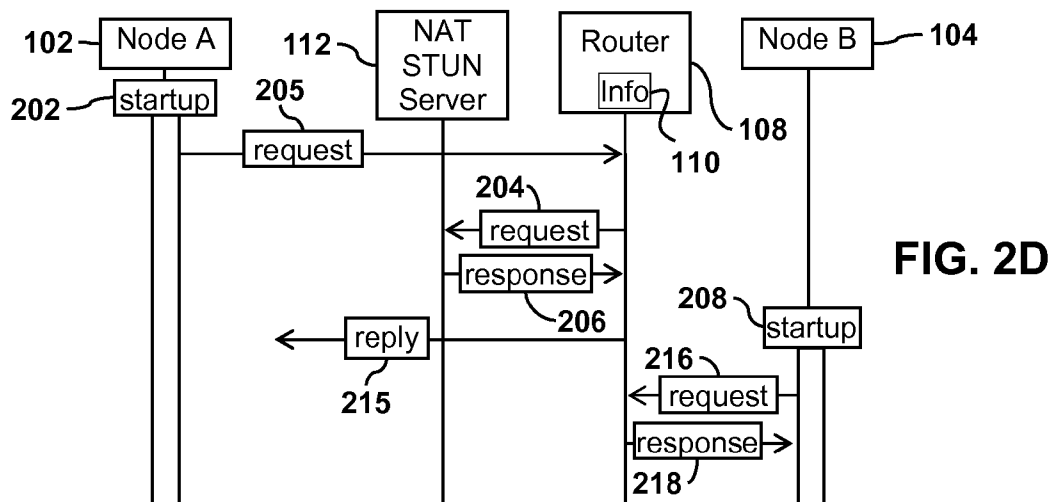 102
Node A
112
NAT
STUN
Server
Router
Info
108
110
Node B
104
202
startup
205
request
204
request
response
206
FIG. 2D
208
startup
reply
215
216
request
response
218